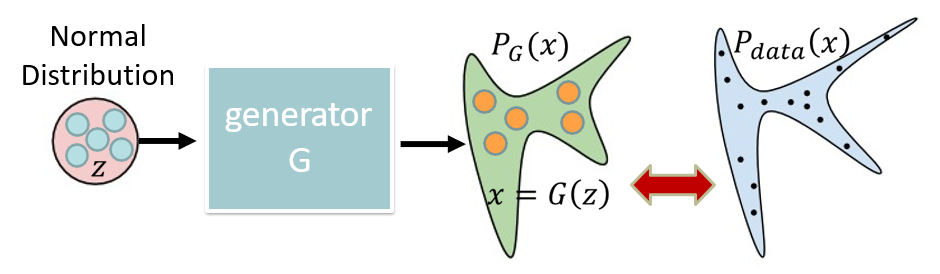 Normal
Distribution
z
generator
G
P_G(x)
x = G(z)
P_data(x)